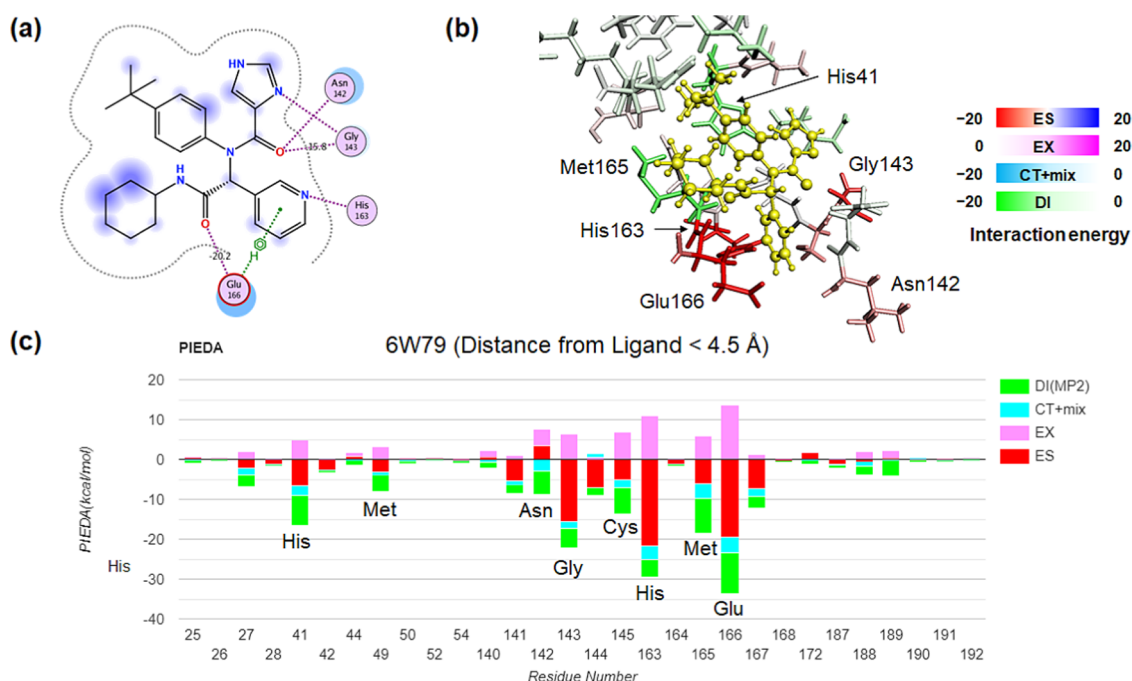 (a)
HN
N
Asn
142
N
O
-15.8
Gly
143
H
N
N
His
163
O
-20.2
H
Glu
166
(b)
His41
Met165
Gly143
His163
Glu166
Asn142
-20 ES 20
0 EX 20
-20 CT+mix 0
-20 DI 0
Interaction energy
(c)
PIEDA
6W79 (Distance from Ligand < 4.5 Å)
PIEDA(kcal/mol)
20
10
0
-10
-20
-30
-40
His
His
Met
Asn
Gly
Cys
His
Met
Glu
DI(MP2)
CT+mix
EX
ES
25 27 41 44 50 54 141 143 145 164 166 168 187 189 191
26 28 42 49 52 140 142 144 163 165 167 172 188 190 192
Residue Number